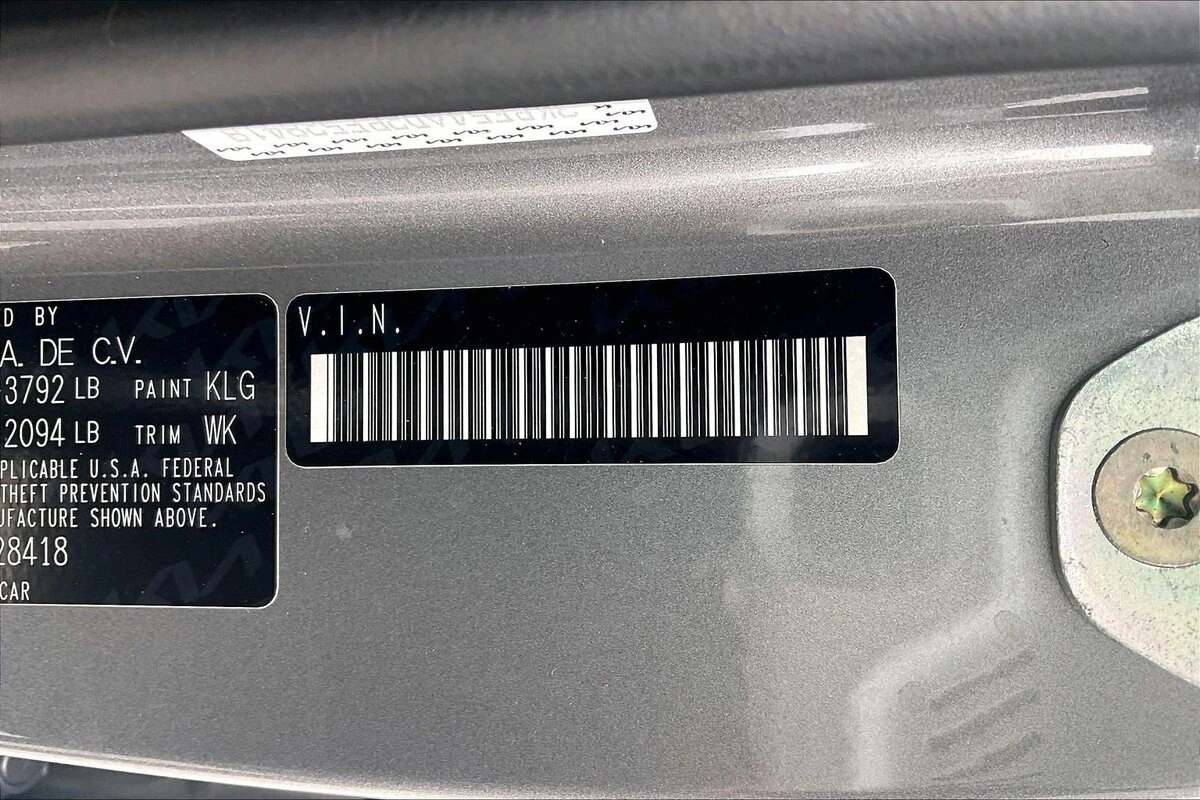 ED BY
A. DE C.V.
3792 LB PAINT KLG
2094 LB TRIM WK
PLICABLE U.S.A. FEDERAL
THEFT PREVENTION STANDARDS
UFACTURE SHOWN ABOVE.
28418
CAR
V.I.N.